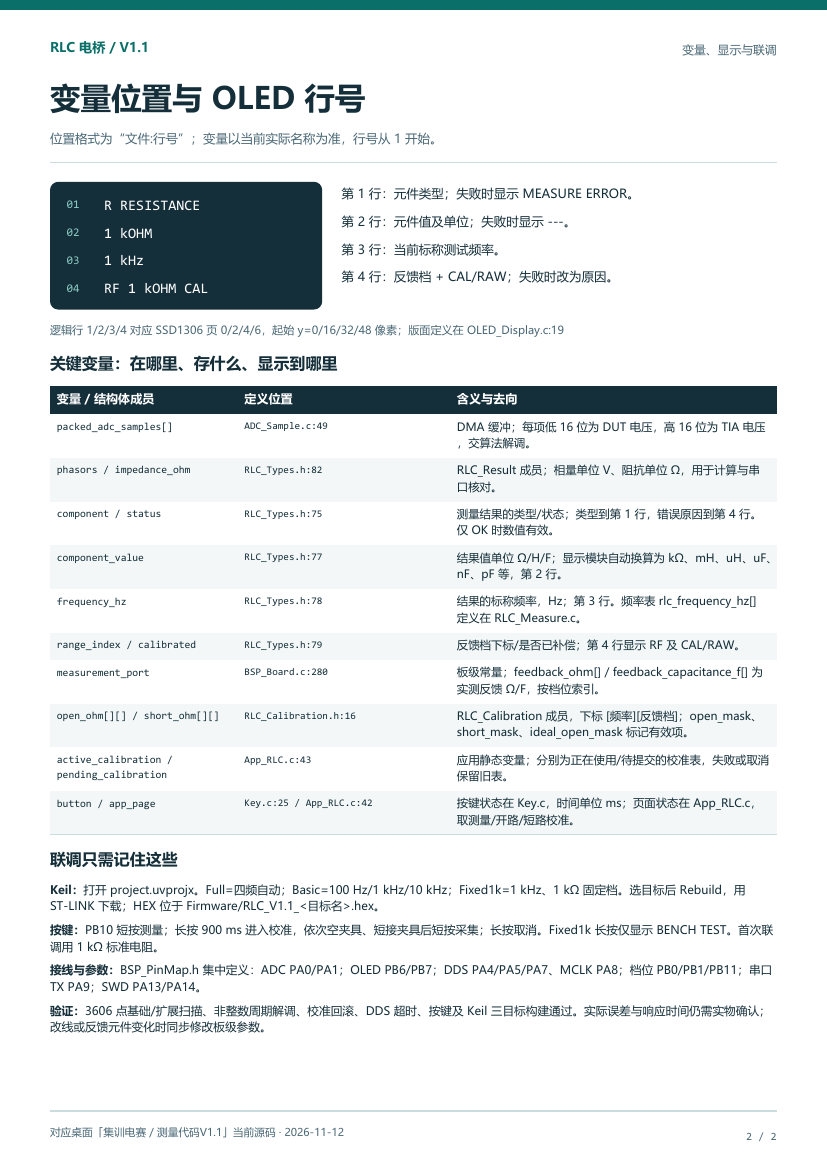 RLC 电桥 / V1.1
变量、显示与联调
变量位置与 OLED 行号
位置格式为“文件:行号”；变量以当前实际名称为准，行号从 1 开始。
01 R RESISTANCE
02 1 kOHM
03 1 kHz
04 RF 1 kOHM CAL
第 1 行：元件类型；失败时显示 MEASURE ERROR。
第 2 行：元件值及单位；失败时显示 ---。
第 3 行：当前标称测试频率。
第 4 行：反馈档 + CAL/RAW；失败时改为原因。
逻辑行 1/2/3/4 对应 SSD1306 页 0/2/4/6，起始 y=0/16/32/48 像素；版面定义在 OLED_Display.c:19
关键变量：在哪里、存什么、显示到哪里
变量 / 结构体成员 定义位置 含义与去向
packed_adc_samples[] ADC_Sample.c:49 DMA 缓冲；每项低 16 位为 DUT 电压，高 16 位为 TIA 电压
，交算法解调。
phasors / impedance_ohm RLC_Types.h:82 RLC_Result 成员；相量单位 V、阻抗单位 Ω，用于计算与串
口核对。
component / status RLC_Types.h:75 测量结果的类型/状态；类型到第 1 行，错误原因到第 4 行。
仅 OK 时数值有效。
component_value RLC_Types.h:77 结果值单位 Ω/H/F；显示模块自动换算为 kΩ、mH、uH、uF、
nF、pF 等，第 2 行。
frequency_hz RLC_Types.h:78 结果的标称频率，Hz；第 3 行。频率表 rlc_frequency_hz[]
定义在 RLC_Measure.c。
range_index / calibrated RLC_Types.h:79 反馈档下标/是否已补偿；第 4 行显示 RF 及 CAL/RAW。
measurement_port BSP_Board.c:280 板级常量；feedback_ohm[] / feedback_capacitance_f[] 为
实测反馈 Ω/F，按档位索引。
open_ohm[][] / short_ohm[][] RLC_Calibration.h:16 RLC_Calibration 成员，下标 [频率][反馈档]；open_mask、
short_mask、ideal_open_mask 标记有效项。
active_calibration / App_RLC.c:43 应用静态变量；分别为正在使用/待提交的校准表，失败或取消
pending_calibration 保留旧表。
button / app_page Key.c:25 / App_RLC.c:42 按键状态在 Key.c，时间单位 ms；页面状态在 App_RLC.c，
取测量/开路/短路校准。
联调只需记住这些
Keil：打开 project.uvprojx。Full=四频自动；Basic=100 Hz/1 kHz/10 kHz；Fixed1k=1 kHz、1 kΩ 固定档。选目标后 Rebuild，用
ST-LINK 下载；HEX 位于 Firmware/RLC_V1.1_<目标名>.hex。
按键：PB10 短按测量；长按 900 ms 进入校准，依次空夹具、短接夹具后短按采集；长按取消。Fixed1k 长按仅显示 BENCH TEST。首次联
调用 1 kΩ 标准电阻。
接线与参数：BSP_PinMap.h 集中定义：ADC PA0/PA1；OLED PB6/PB7；DDS PA4/PA5/PA7、MCLK PA8；档位 PB0/PB1/PB11；串口
TX PA9；SWD PA13/PA14。
验证：3606 点基础/扩展扫描、非整数周期解调、校准回滚、DDS 超时、按键及 Keil 三目标构建通过。实际误差与响应时间仍需实物确认；
改线或反馈元件变化时同步修改板级参数。
对应桌面「集训电赛 / 测量代码V1.1」当前源码 · 2026-11-12
2 / 2